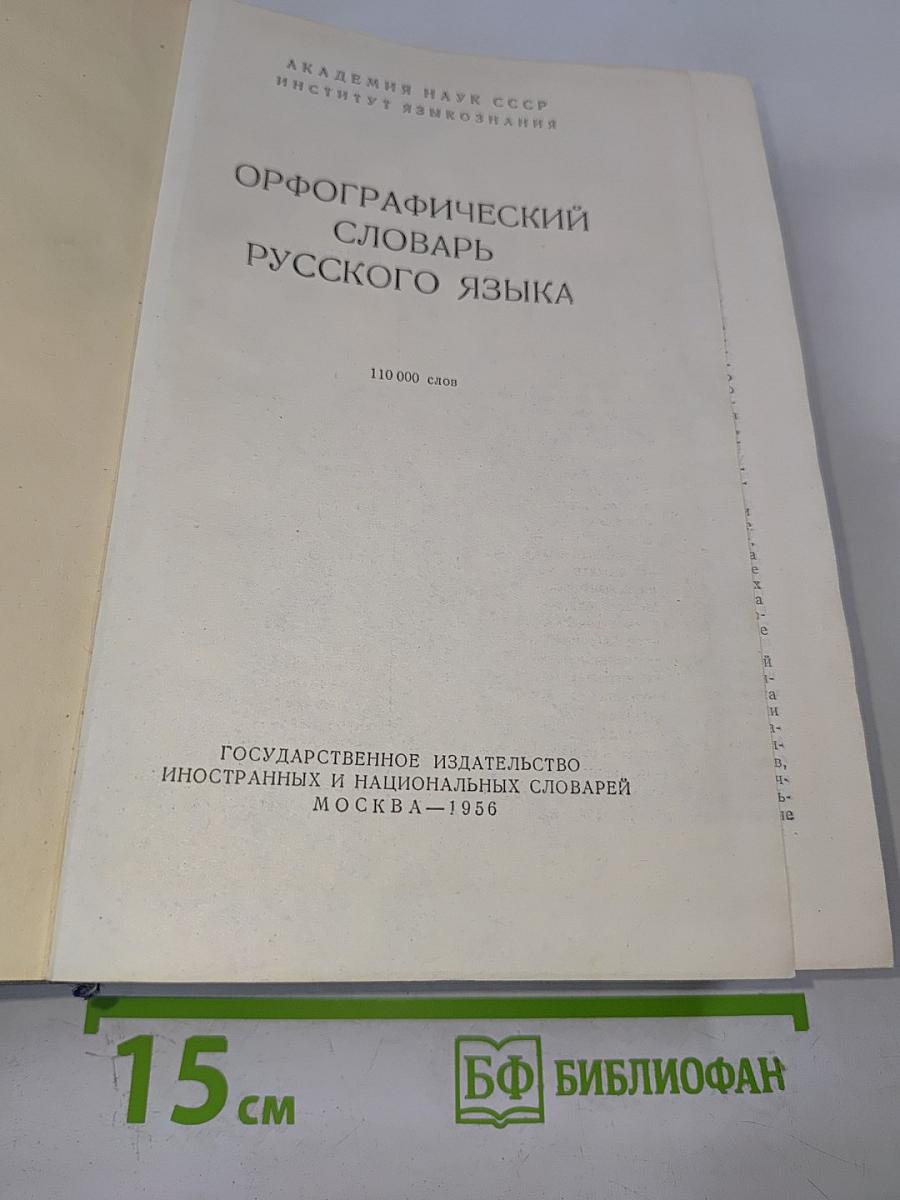 АКАДЕМИЯ НАУК СССР
ИНСТИТУТ ЯЗЫКОЗНАНИЯ
ОРФОГРАФИЧЕСКИЙ
СЛОВАРЬ
РУССКОГО ЯЗЫКА
110 000 слов
ГОСУДАРСТВЕННОЕ ИЗДАТЕЛЬСТВО
ИНОСТРАННЫХ И НАЦИОНАЛЬНЫХ СЛОВАРЕЙ
МОСКВА—1956
15 см
БФ БИБЛИОФАН